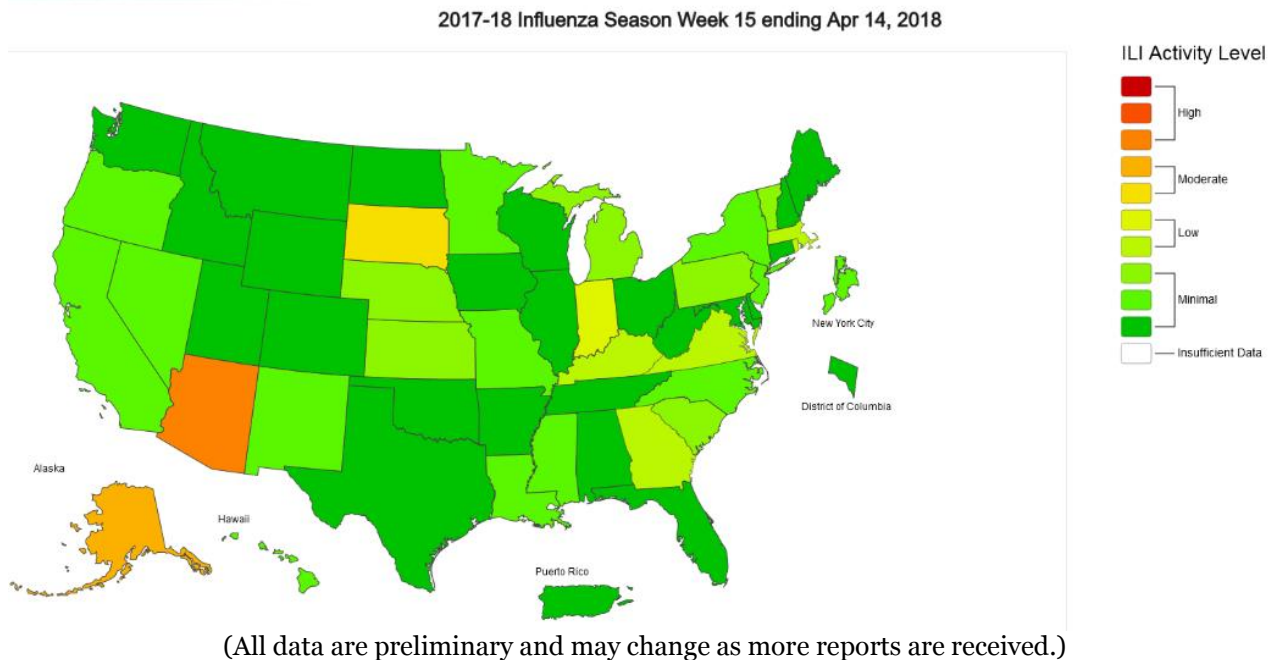 2017-18 Influenza Season Week 15 ending Apr 14, 2018
ILI Activity Level
High
Moderate
Low
Minimal
Insufficient Data
New York City
District of Columbia
Alaska
Hawaii
Puerto Rico
(All data are preliminary and may change as more reports are received.)